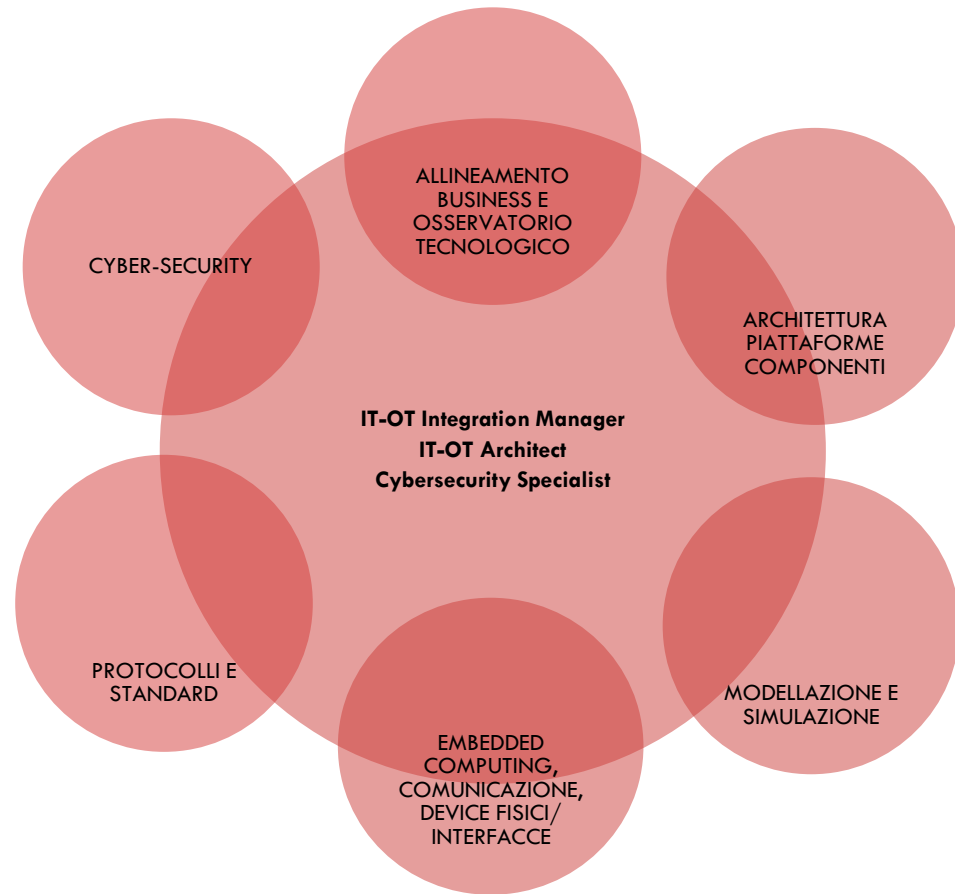 ALLINEAMENTO
BUSINESS E
OSSERVATORIO
TECNOLOGICO
CYBER-SECURITY
ARCHITETTURA
PIATTAFORME
COMPONENTI
IT-OT Integration Manager
IT-OT Architect
Cybersecurity Specialist
PROTOCOLLI E
STANDARD
MODELLAZIONE E
SIMULAZIONE
EMBEDDED
COMPUTING,
COMUNICAZIONE,
DEVICE FISICI/
INTERFACCE